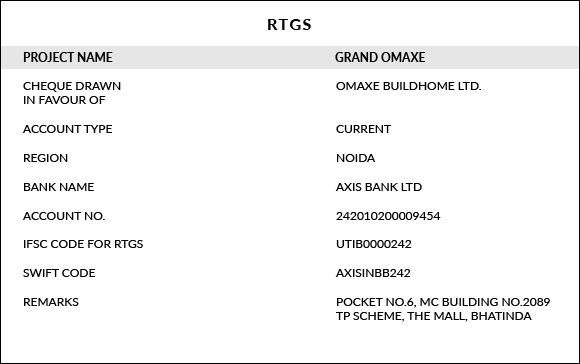 RTGS
PROJECT NAME GRAND OMAXE
CHEQUE DRAWN OMAXE BUILDHOME LTD.
IN FAVOUR OF
ACCOUNT TYPE CURRENT
REGION NOIDA
BANK NAME AXIS BANK LTD
ACCOUNT NO. 242010200009454
IFSC CODE FOR RTGS UTIB0000242
SWIFT CODE AXISINBB242
REMARKS POCKET NO.6, MC BUILDING NO.2089
TP SCHEME, THE MALL, BHATINDA